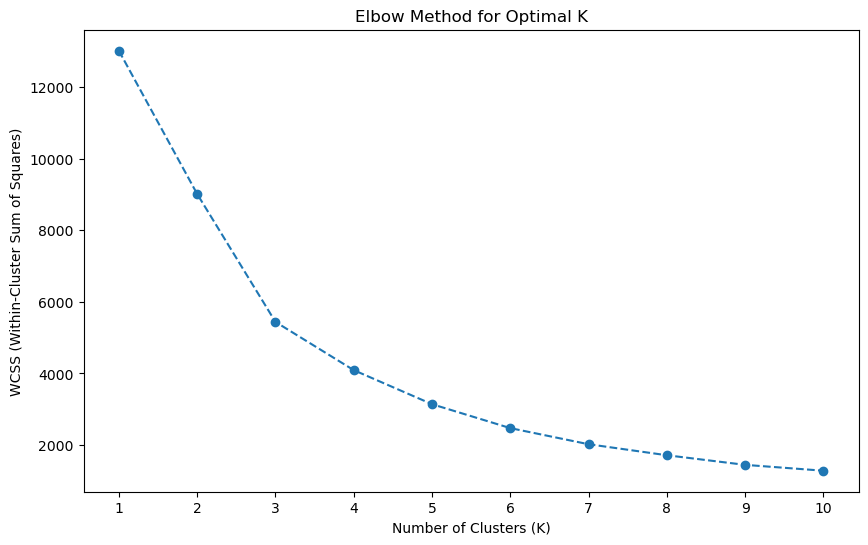 Elbow Method for Optimal K
WCSS (Within-Cluster Sum of Squares)
12000
10000
8000
6000
4000
2000
1 2 3 4 5 6 7 8 9 10
Number of Clusters (K)